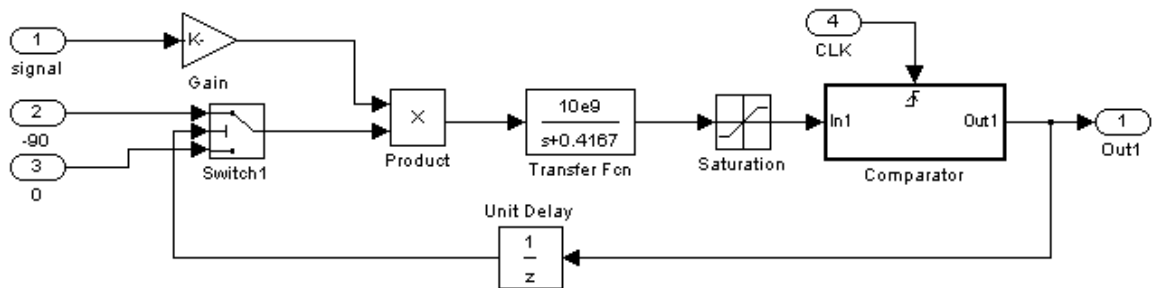 1
signal
K-
Gain
2
-90
3
0
Switch1
×
Product
10e9
s+0.4167
Transfer Fcn
Saturation
4
CLK
In1
Out1
Comparator
1
Out1
Unit Delay
1
z